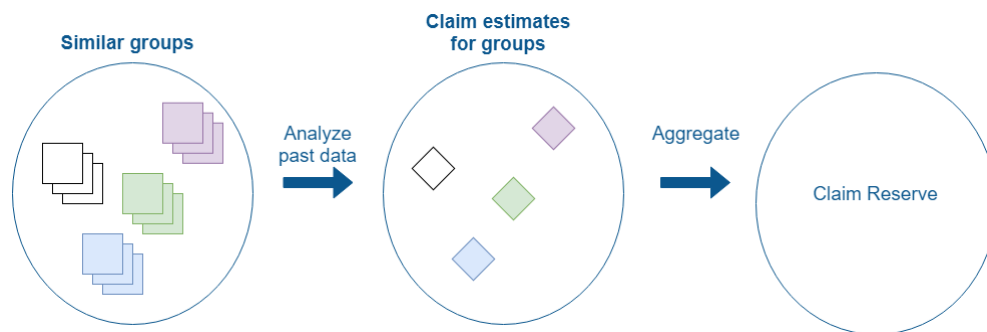 Similar groups
Analyze
past data
Claim estimates
for groups
Aggregate
Claim Reserve